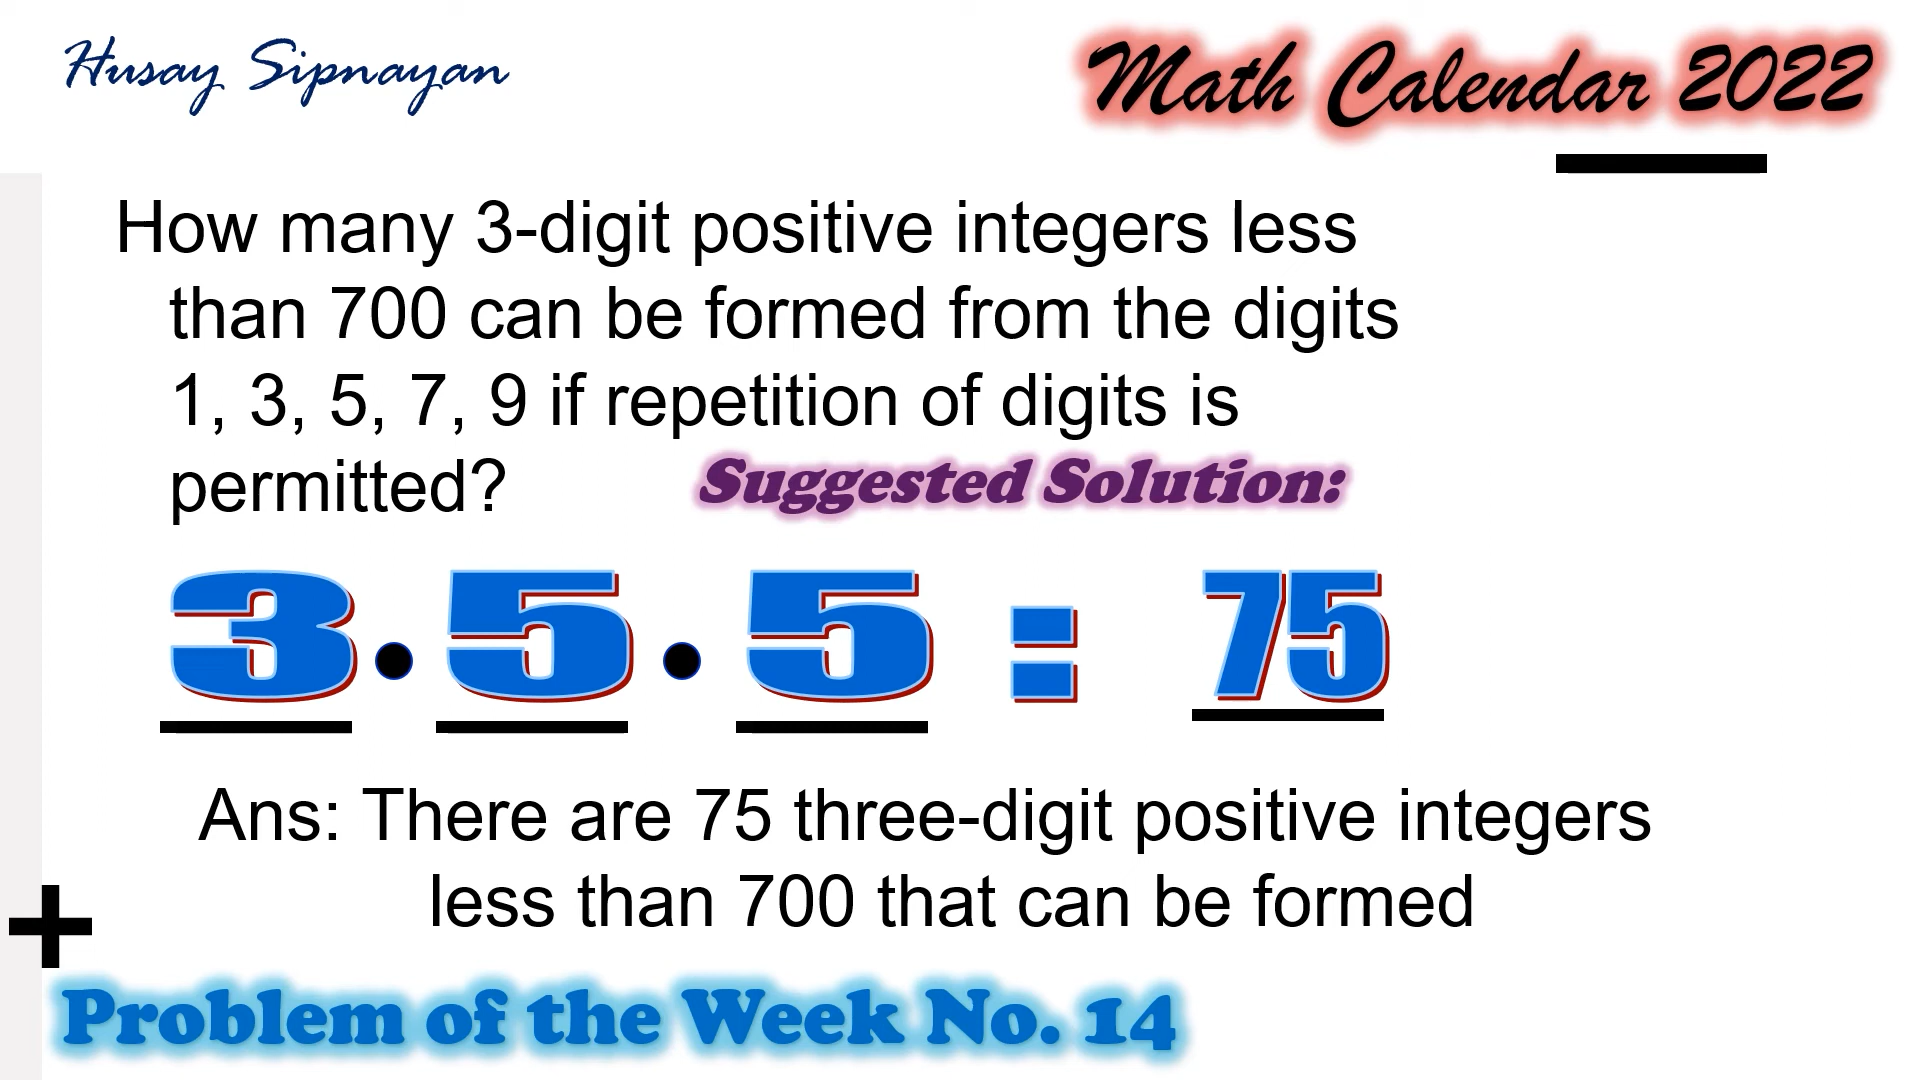 Husay Sipnayan
Math Calendar 2022
How many 3-digit positive integers less
than 700 can be formed from the digits
1, 3, 5, 7, 9 if repetition of digits is
permitted?
Suggested Solution:
3 • 5 • 5 = 75
Ans: There are 75 three-digit positive integers
less than 700 that can be formed
+
Problem of the Week No. 14